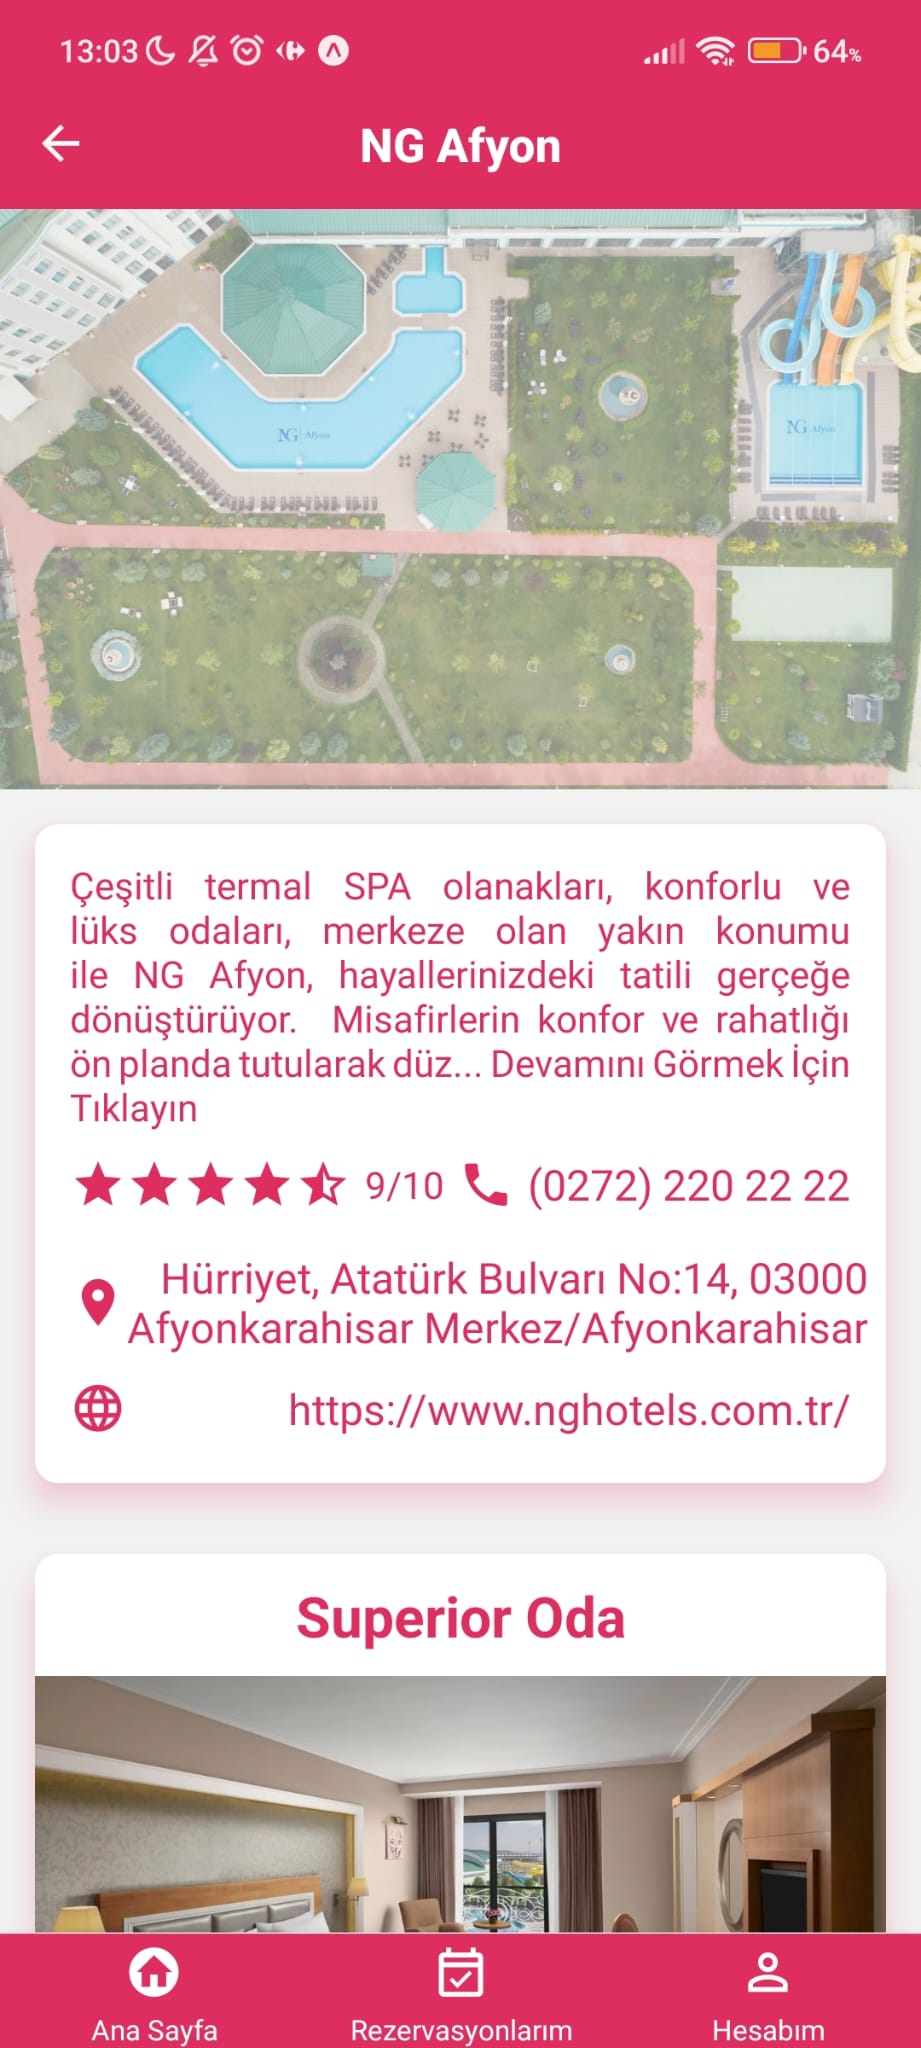 13:03
64%
NG Afyon
NG Afyon
NG Afyon
Çeşitli termal SPA olanakları, konforlu ve
lüks odaları, merkeze olan yakın konumu
ile NG Afyon, hayallerinizdeki tatili gerçeğe
dönüştürüyor. Misafirlerin konfor ve rahatlığı
ön planda tutularak düz... Devamını Görmek İçin
Tıklayın
9/10 (0272) 220 22 22
Hürriyet, Atatürk Bulvarı No:14, 03000
Afyonkarahisar Merkez/Afyonkarahisar
https://www.nghotels.com.tr/
Superior Oda
Ana Sayfa
Rezervasyonlarım
Hesabım